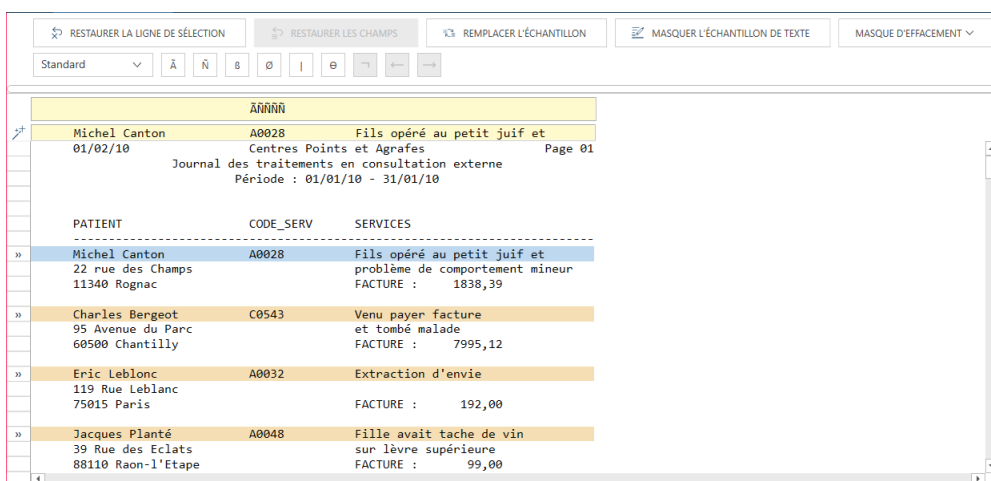 RESTAURER LA LIGNE DE SÉLECTION RESTAURER LES CHAMPS REMPLACER L'ÉCHANTILLON MASQUER L'ÉCHANTILLON DE TEXTE MASQUE D'EFFACEMENT
Standard Ã Ñ ß Ø | Ɵ ¬ ← →
ÃÑÑÑÑ
Michel Canton A0028 Fils opéré au petit juif et
01/02/10 Centres Points et Agrafes Page 01
Journal des traitements en consultation externe
Période : 01/01/10 - 31/01/10
PATIENT CODE_SERV SERVICES
--------------------------------------------------------------------------------
» Michel Canton A0028 Fils opéré au petit juif et
22 rue des Champs problème de comportement mineur
11340 Rognac FACTURE : 1838,39
» Charles Bergeot C0543 Venu payer facture
95 Avenue du Parc et tombé malade
60500 Chantilly FACTURE : 7995,12
» Eric Leblonc A0032 Extraction d'envie
119 Rue Leblanc
75015 Paris FACTURE : 192,00
» Jacques Planté A0048 Fille avait tache de vin
39 Rue des Eclats sur lèvre supérieure
88110 Raon-l'Etape FACTURE : 99,00